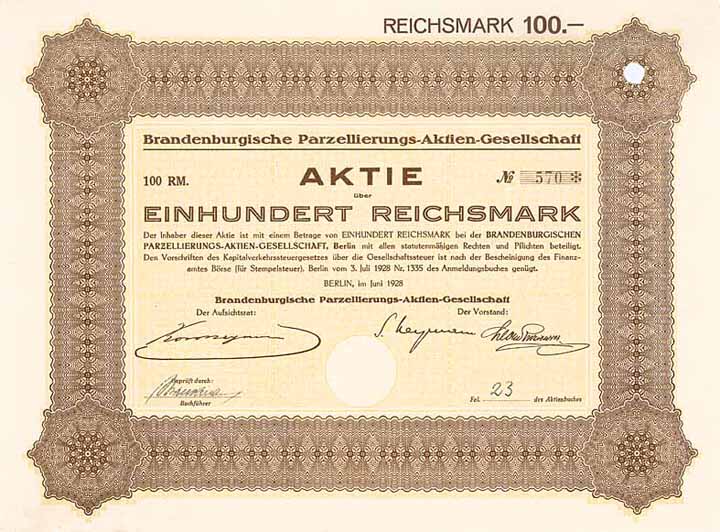 REICHSMARK 100.—
Brandenburgische Parzellierungs-Aktien-Gesellschaft
100 RM.
AKTIE
№ 570 *
über
EINHUNDERT REICHSMARK
Der Inhaber dieser Aktie ist mit einem Betrage von EINHUNDERT REICHSMARK bei der BRANDENBURGISCHEN
PARZELLIERUNGS-AKTIEN-GESELLSCHAFT, Berlin mit allen statutenmäßigen Rechten und Pflichten beteiligt.
Den Vorschriften des Kapitalverkehrssteuergesetzes über die Gesellschaftssteuer ist nach der Bescheinigung des Finanz-
amtes Börse (für Stempelsteuer), Berlin vom 3. Juli 1928 Nr. 1335 des Anmeldungsbuches genügt.
BERLIN, im Juni 1928
Brandenburgische Parzellierungs-Aktien-Gesellschaft
Der Aufsichtsrat:
Der Vorstand:
Geprüft durch:
Buchführer
Fol. 23 des Aktienbuches